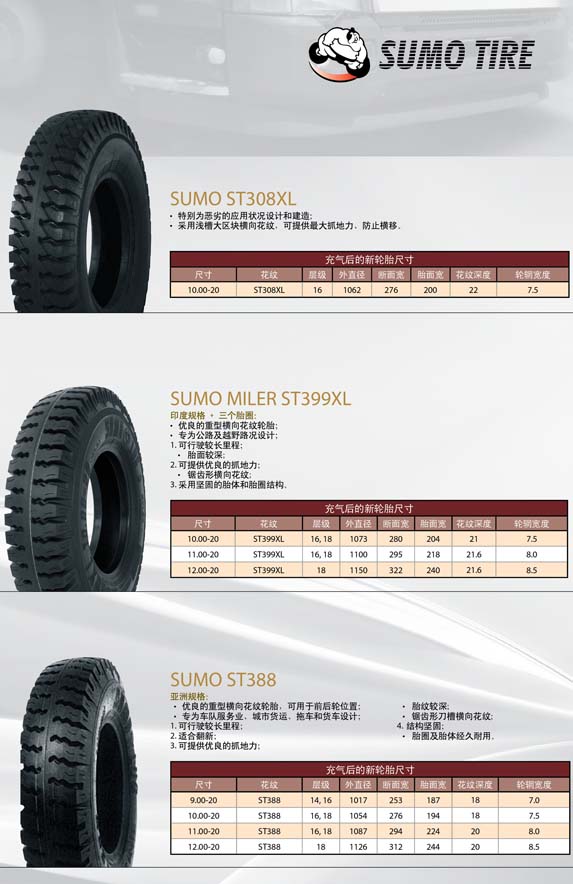 SUMO TIRE
SUMO ST308XL
• 特别为恶劣的应用状况设计和建造;
• 采用浅槽大区块横向花纹, 可提供最大抓地力, 防止横移.
充气后的新轮胎尺寸
尺寸 花纹 层级 外直径 断面宽 胎面宽 花纹深度 轮辋宽度
10.00-20 ST308XL 16 1062 276 200 22 7.5
SUMO MILER ST399XL
印度规格 • 三个胎圈:
• 优良的重型横向花纹轮胎;
• 专为公路及越野路况设计;
1. 可行驶较长里程;
• 胎面较深;
2. 可提供优良的抓地力;
• 锯齿形横向花纹;
3. 采用坚固的胎体和胎圈结构.
充气后的新轮胎尺寸
尺寸 花纹 层级 外直径 断面宽 胎面宽 花纹深度 轮辋宽度
10.00-20 ST399XL 16, 18 1073 280 204 21 7.5
11.00-20 ST399XL 16, 18 1100 295 218 21.6 8.0
12.00-20 ST399XL 18 1150 322 240 21.6 8.5
SUMO ST388
亚洲规格:
• 优良的重型横向花纹轮胎, 可用于前后轮位置;
• 专为车队服务业, 城市货运, 拖车和货车设计;
1. 可行驶较长里程;
2. 适合翻新;
3. 可提供优良的抓地力;
• 胎纹较深;
• 锯齿形刀槽横向花纹;
4. 结构坚固;
• 胎圈及胎体经久耐用.
充气后的新轮胎尺寸
尺寸 花纹 层级 外直径 断面宽 胎面宽 花纹深度 轮辋宽度
9.00-20 ST388 14, 16 1017 253 187 18 7.0
10.00-20 ST388 16, 18 1054 276 194 18 7.5
11.00-20 ST388 16, 18 1087 294 224 20 8.0
12.00-20 ST388 18 1126 312 244 20 8.5